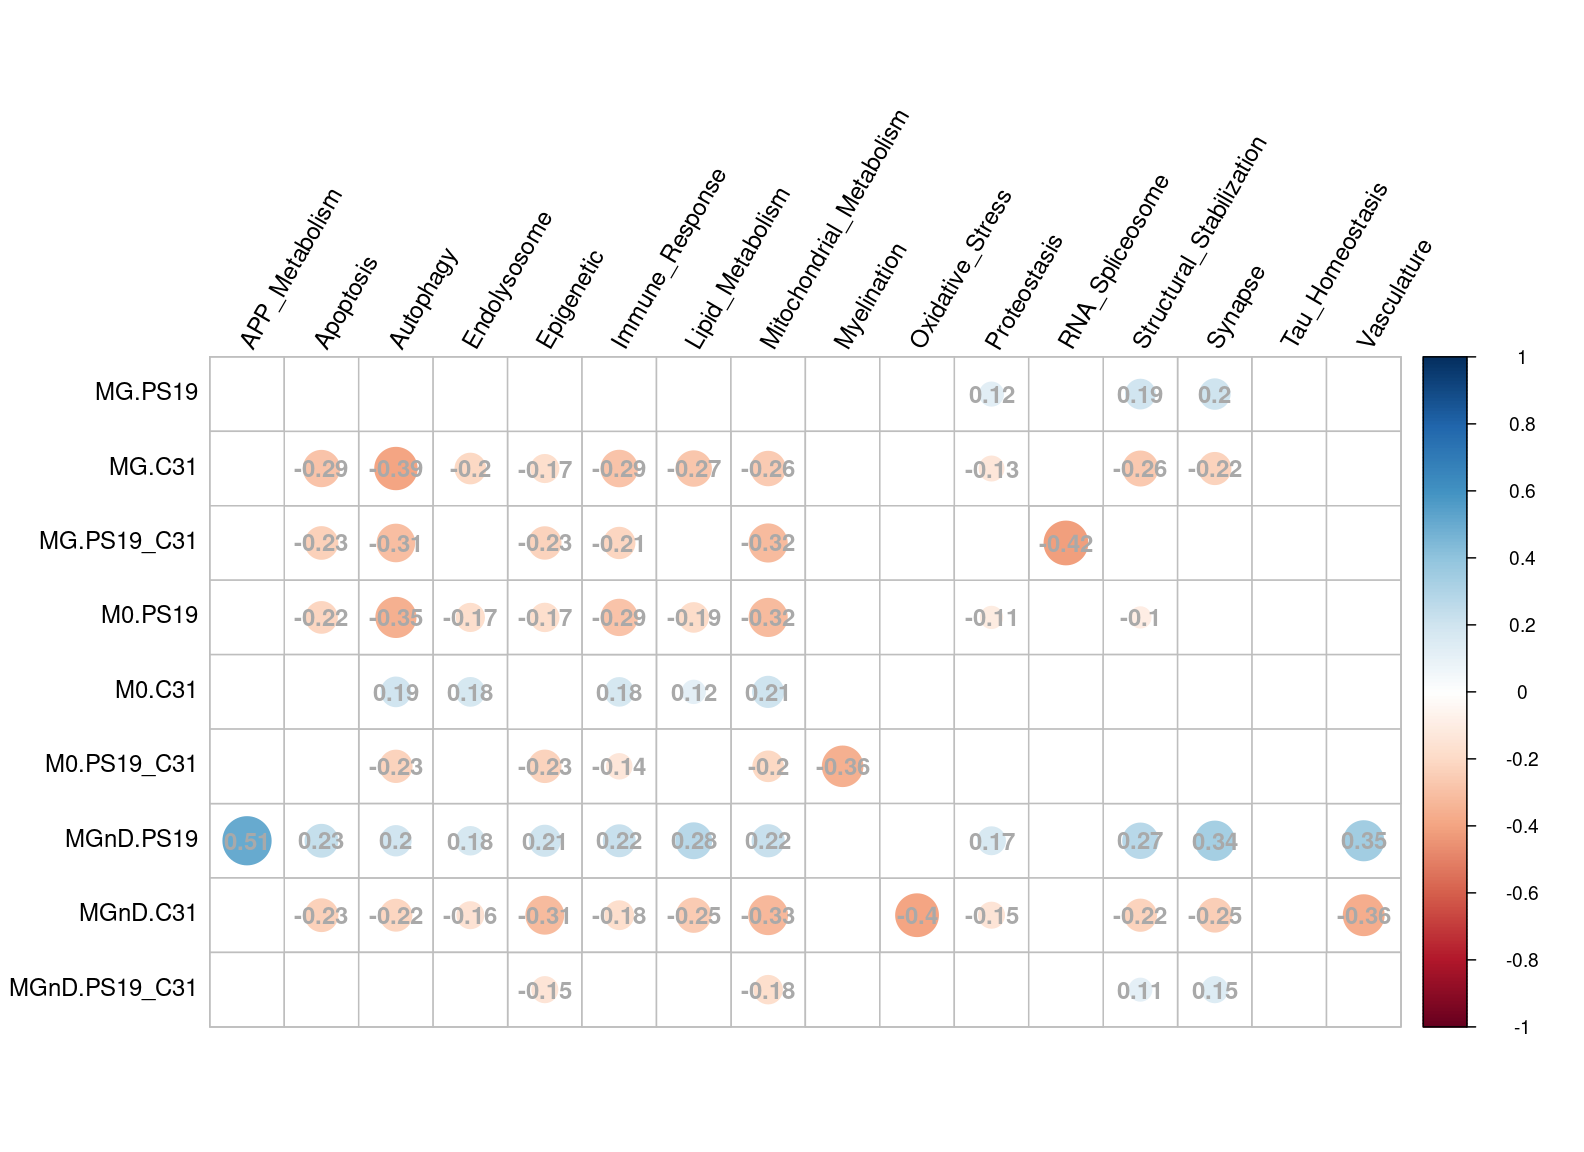 APP_Metabolism
Apoptosis
Autophagy
Endolysosome
Epigenetic
Immune_Response
Lipid_Metabolism
Mitochondrial_Metabolism
Myelination
Oxidative_Stress
Proteostasis
RNA_Spliceosome
Structural_Stabilization
Synapse
Tau_Homeostasis
Vasculature
MG.PS19 0.12 0.19 0.2
MG.C31 -0.29 -0.39 -0.2 -0.17 -0.29 -0.27 -0.26 -0.13 -0.26 -0.22
MG.PS19_C31 -0.23 -0.31 -0.23 -0.21 -0.32 -0.42
M0.PS19 -0.22 -0.35 -0.17 -0.17 -0.29 -0.19 -0.32 -0.11 -0.1
M0.C31 0.19 0.18 0.18 0.12 0.21
M0.PS19_C31 -0.23 -0.23 -0.14 -0.2 -0.36
MGnD.PS19 0.51 0.23 0.2 0.18 0.21 0.22 0.28 0.22 0.17 0.27 0.34 0.35
MGnD.C31 -0.23 -0.22 -0.16 -0.31 -0.18 -0.25 -0.33 -0.4 -0.15 -0.22 -0.25 -0.36
MGnD.PS19_C31 -0.15 -0.18 0.11 0.15
1
0.8
0.6
0.4
0.2
0
-0.2
-0.4
-0.6
-0.8
-1